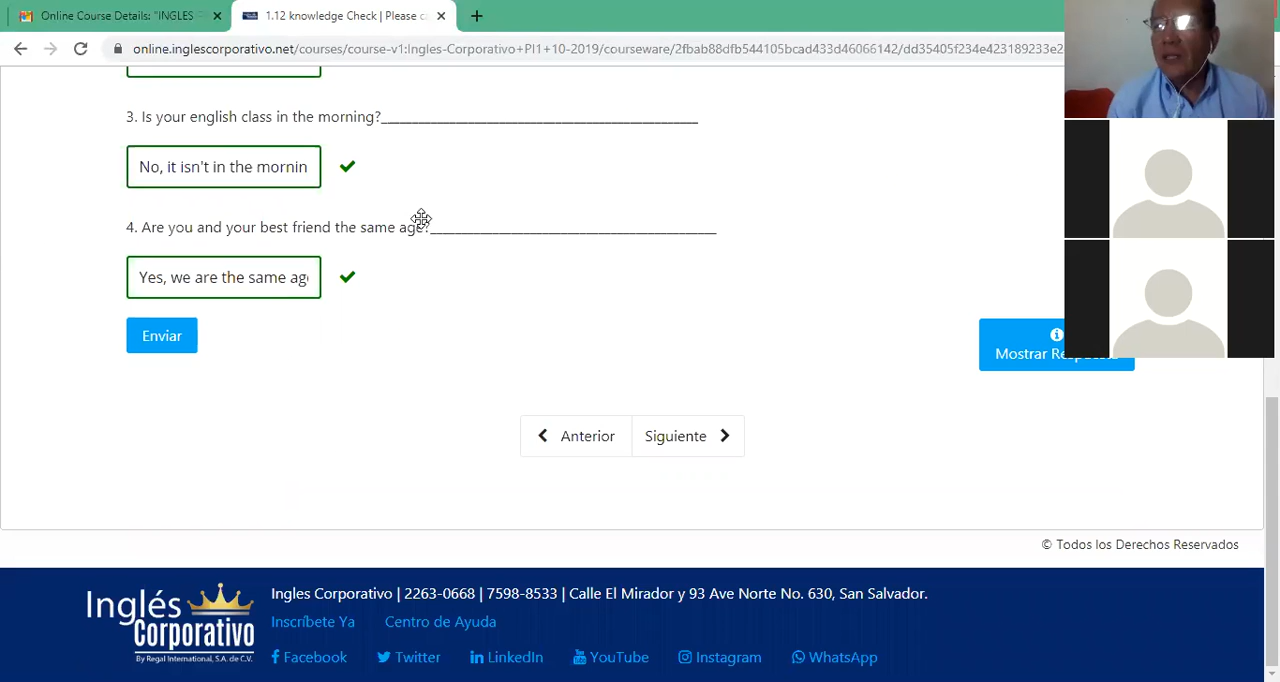 Online Course Details: "INGLES
1.12 knowledge Check | Please c
online.inglescorporativo.net/courses/course-v1:Ingles-Corporativo+PI1+10-2019/courseware/2fbab88dfb544105bcad433d46066142/dd35405f234e423189233e2
3. Is your english class in the morning?
No, it isn't in the mornin
4. Are you and your best friend the same age?
Yes, we are the same ag
Enviar
Mostrar
Anterior
Siguiente
© Todos los Derechos Reservados
Inglés Corporativo
By Regal International, S.A. de C.V.
Ingles Corporativo | 2263-0668 | 7598-8533 | Calle El Mirador y 93 Ave Norte No. 630, San Salvador.
Inscríbete Ya Centro de Ayuda
Facebook Twitter LinkedIn YouTube Instagram WhatsApp